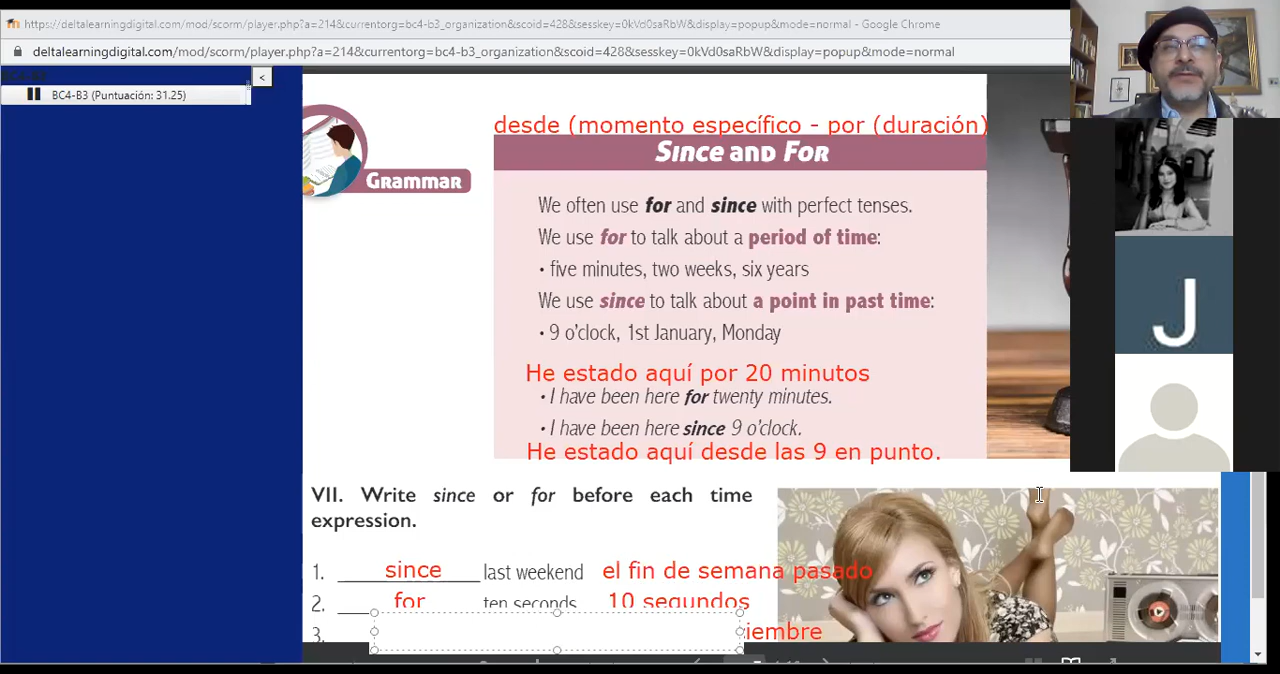 https://deltalearningdigital.com/mod/scorm/player.php?a=214&currentorg=bc4-b3_organization&scoid=428&sesskey=0kVd0saRbW&display=popup&mode=normal - Google Chrome
deltalearningdigital.com/mod/scorm/player.php?a=214&currentorg=bc4-b3_organization&scoid=428&sesskey=0kVd0saRbW&display=popup&mode=normal
BC4-B3
<
BC4-B3 (Puntuación: 31.25)
desde (momento específico - por (duración)
Since and For
Grammar
We often use for and since with perfect tenses.
We use for to talk about a period of time:
• five minutes, two weeks, six years
We use since to talk about a point in past time:
• 9 o'clock, 1st January, Monday
He estado aquí por 20 minutos
• I have been here for twenty minutes.
• I have been here since 9 o'clock.
He estado aquí desde las 9 en punto.
VII. Write since or for before each time
expression.
1. since last weekend el fin de semana pasado
2. for ten seconds 10 segundos
3. iembre
J